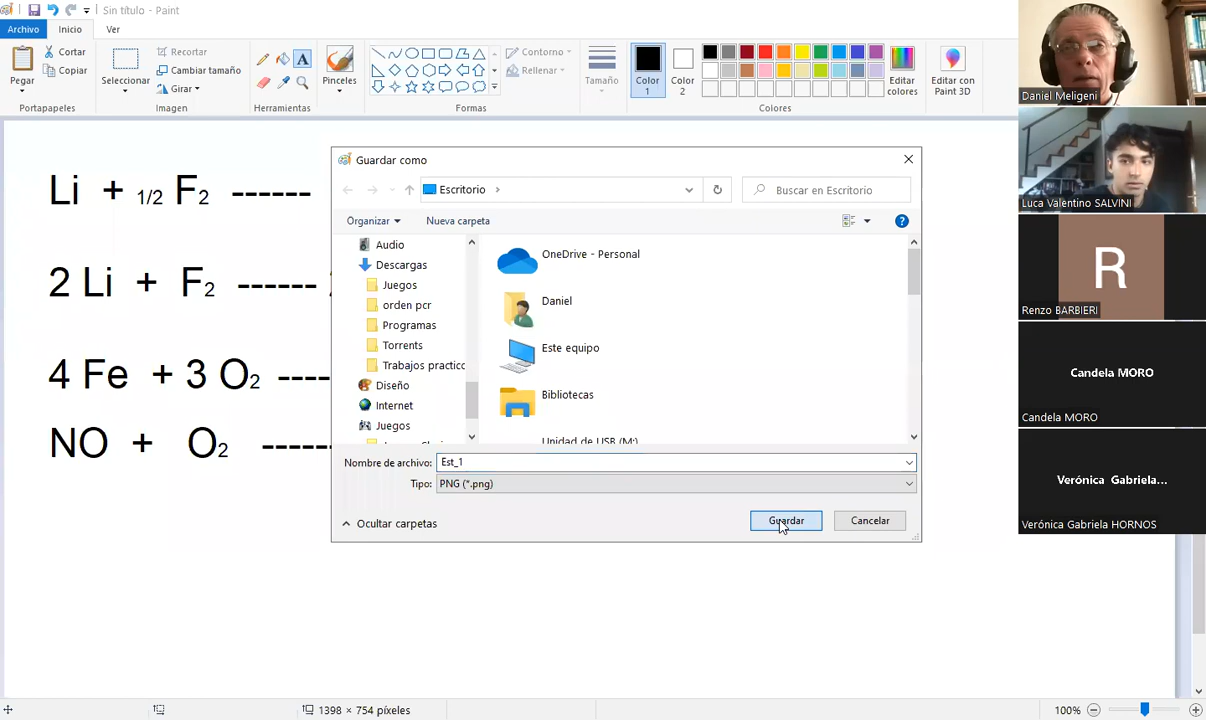 Sin título - Paint
Archivo Inicio Ver
Pegar
Cortar
Copiar
Portapapeles
Seleccionar
Recortar
Cambiar tamaño
Girar
Imagen
A
Herramientas
Pinceles
Contorno
Rellenar
Formas
Tamaño
Color 1
Color 2
Editar colores
Colores
Editar con Paint 3D
Li + 1/2 F2 ------
2 Li + F2 ------
4 Fe + 3 O2 ----
NO + O2 -----
Guardar como
Escritorio
Buscar en Escritorio
Organizar Nueva carpeta
Audio
Descargas
Juegos
orden pcr
Programas
Torrents
Trabajos practico
Diseño
Internet
Juegos
OneDrive - Personal
Daniel
Este equipo
Bibliotecas
Unidad de USB (M:)
Nombre de archivo: Est_1
Tipo: PNG (*.png)
Ocultar carpetas
Guardar Cancelar
Daniel Meligeni
Luca Valentino SALVINI
R
Renzo BARBIERI
Candela MORO
Candela MORO
Verónica Gabriela...
Verónica Gabriel HORNOS
1398 × 754 píxeles
100%